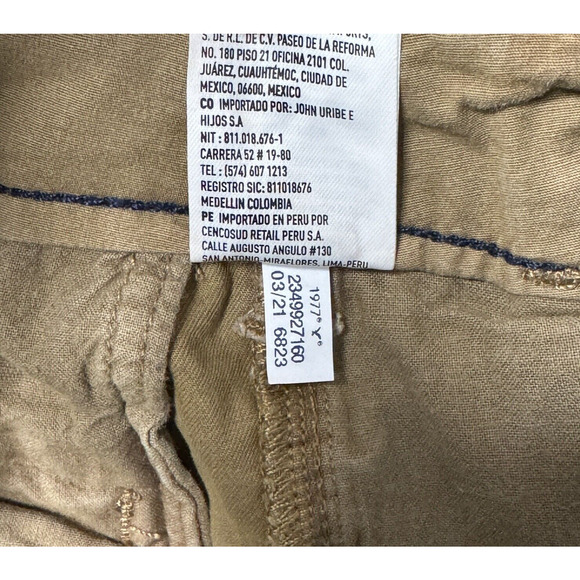 S. DE R.L. DE C.V. PASEO DE LA REFORMA
NO. 180 PISO 21 OFICINA 2101 COL.
JUÁREZ, CUAUHTÉMOC, CIUDAD DE
MEXICO, 06600, MEXICO
CO IMPORTADO POR: JOHN URIBE E
HIJOS S.A
NIT : 811.018.676-1
CARRERA 52 # 19-80
TEL : (574) 607 1213
REGISTRO SIC: 811018676
MEDELLIN COLOMBIA
PE IMPORTADO EN PERU POR
CENCOSUD RETAIL PERU S.A.
CALLE AUGUSTO ANGULO #130
SAN ANTONIO-MIRAFLORES, LIMA-PERU
1977®
2349927160
03/21 6823